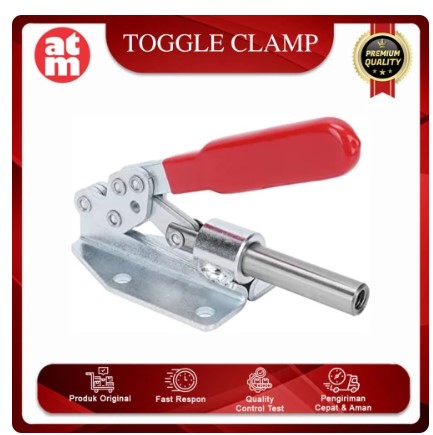 atm
TOGGLE CLAMP
PREMIUM
QUALITY
Produk Original
Fast Respon
Quality
Control Test
Pengiriman
Cepat & Aman